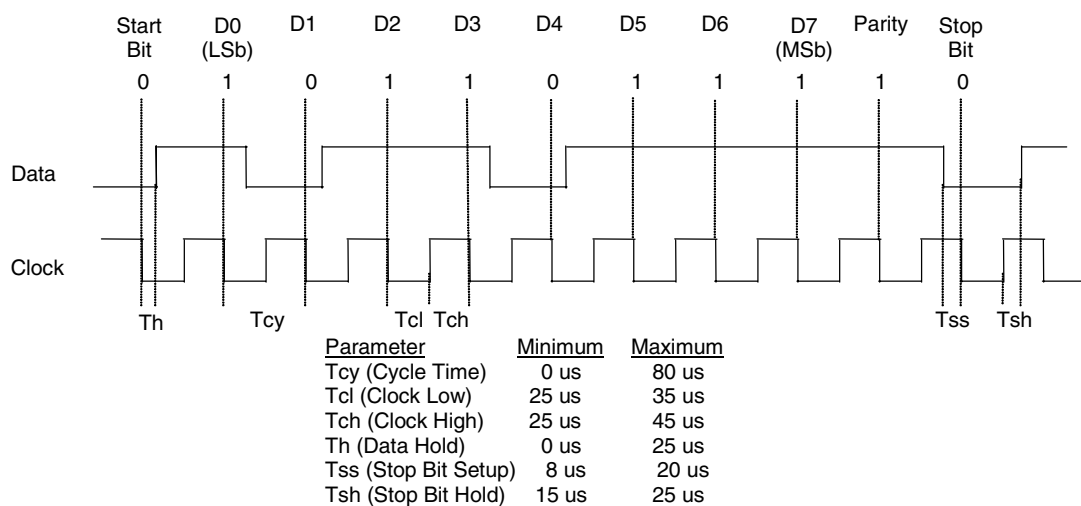 Start Bit D0 (LSb) D1 D2 D3 D4 D5 D6 D7 (MSb) Parity Stop Bit
0 1 0 1 1 0 1 1 1 1 0
Data
Clock
Th Tcy Tcl Tch Tss Tsh
Parameter Minimum Maximum
Tcy (Cycle Time) 0 us 80 us
Tcl (Clock Low) 25 us 35 us
Tch (Clock High) 25 us 45 us
Th (Data Hold) 0 us 25 us
Tss (Stop Bit Setup) 8 us 20 us
Tsh (Stop Bit Hold) 15 us 25 us